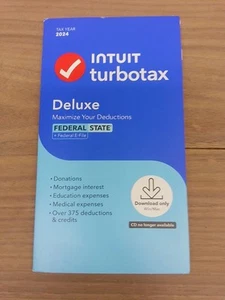 TAX YEAR
2024
INTUIT
turbotax
Deluxe
Maximize Your Deductions
FEDERAL STATE
+ Federal E-File
• Donations
• Mortgage interest
• Education expenses
• Medical expenses
• Over 375 deductions
& credits
Download only
CD no longer available